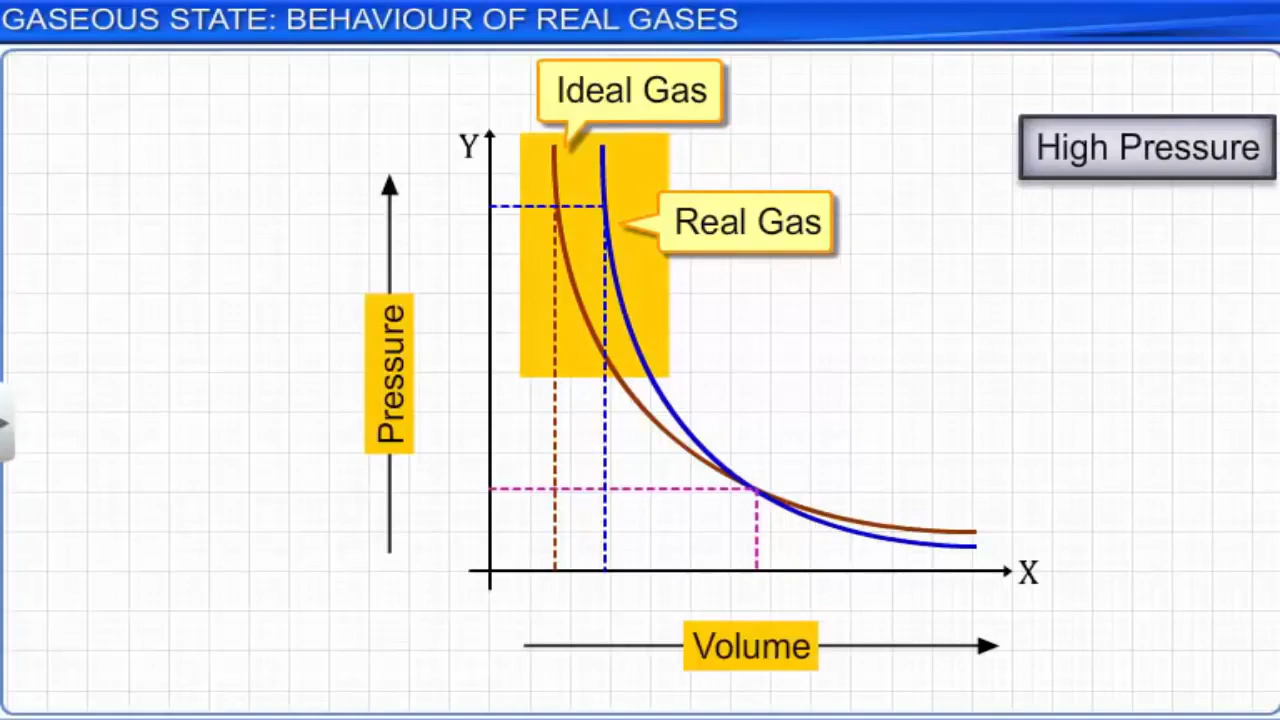 GASEOUS STATE: BEHAVIOUR OF REAL GASES
Ideal Gas
High Pressure
Y
Real Gas
Pressure
X
Volume